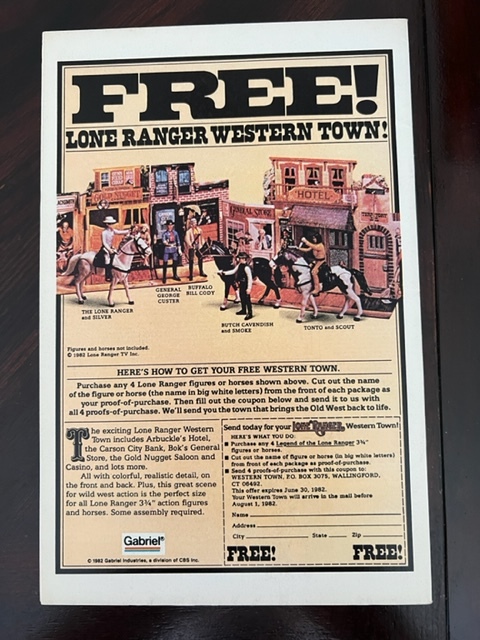 FREE!
LONE RANGER WESTERN TOWN!
GOLD NUGGET
GENERAL STORE
HOTEL
THE LONE RANGER
and SILVER
GENERAL
GEORGE
CUSTER
BUFFALO
BILL CODY
BUTCH CAVENDISH
and SMOKE
TONTO and SCOUT
Figures and horses not included.
© 1982 Lone Ranger TV Inc.
HERE'S HOW TO GET YOUR FREE WESTERN TOWN.
Purchase any 4 Lone Ranger figures or horses shown above. Cut out the name
of the figure or horse (the name in big white letters) from the front of each package as
your proof-of-purchase. Then fill out the coupon below and send it to us with
all 4 proofs-of-purchase. We'll send you the town that brings the Old West back to life.
The exciting Lone Ranger Western
Town includes Arbuckle's Hotel,
the Carson City Bank, Bok's General
Store, the Gold Nugget Saloon and
Casino, and lots more.
All with colorful, realistic detail, on
the front and back. Plus, this great scene
for wild west action is the perfect size
for all Lone Ranger 3¾" action figures
and horses. Some assembly required.
Gabriel®
© 1982 Gabriel Industries, a division of CBS Inc.
Send today for your LONE RANGER Western Town!
HERE'S WHAT YOU DO:
■ Purchase any 4 Legend of the Lone Ranger 3¾"
figures or horses.
■ Cut out the name of figure or horse (in big white letters)
from front of each package as proof-of-purchase.
■ Send 4 proofs-of-purchase with this coupon to:
WESTERN TOWN, P.O. BOX 3075, WALLINGFORD,
CT 06492.
This offer expires June 30, 1982.
Your Western Town will arrive in the mail before
August 1, 1982.
Name
Address
City State Zip
FREE! FREE!